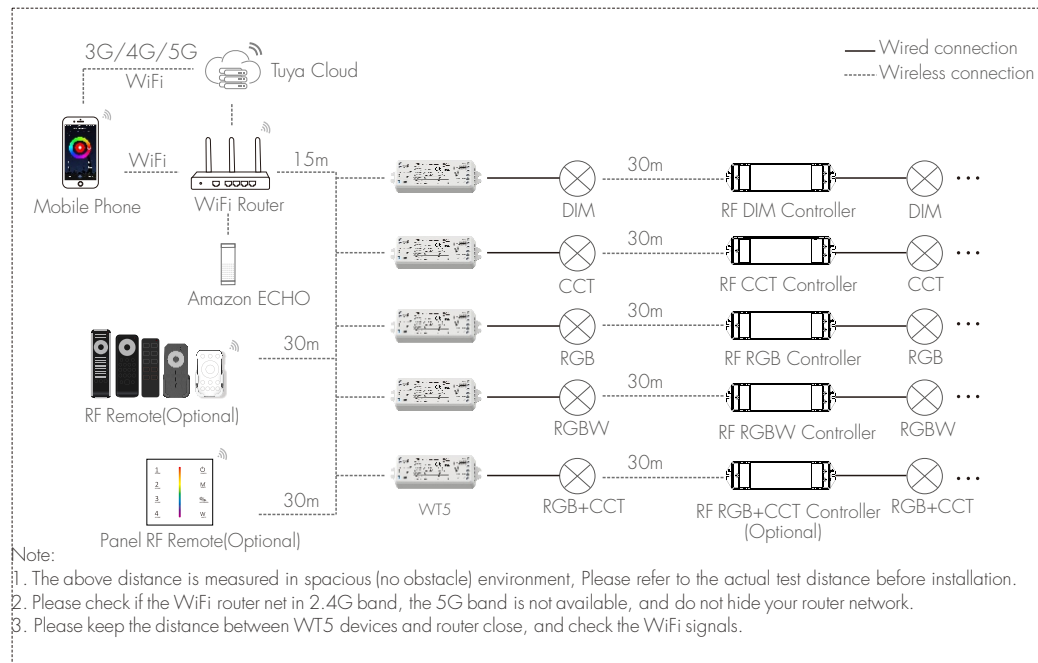 3G/4G/5G
WiFi
Tuya Cloud
Wired connection
Wireless connection
WiFi
15m
Mobile Phone
WiFi Router
Amazon ECHO
30m
DIM
RF DIM Controller
DIM
30m
CCT
RF CCT Controller
CCT
30m
RGB
RF RGB Controller
RGB
30m
RGBW
RF RGBW Controller
RGBW
30m
WT5
RGB+CCT
RF RGB+CCT Controller
(Optional)
RGB+CCT
30m
RF Remote(Optional)
30m
1
2
M
3
4
W
Panel RF Remote(Optional)
Note:
1. The above distance is measured in spacious (no obstacle) environment, Please refer to the actual test distance before installation.
2. Please check if the WiFi router net in 2.4G band, the 5G band is not available, and do not hide your router network.
3. Please keep the distance between WT5 devices and router close, and check the WiFi signals.